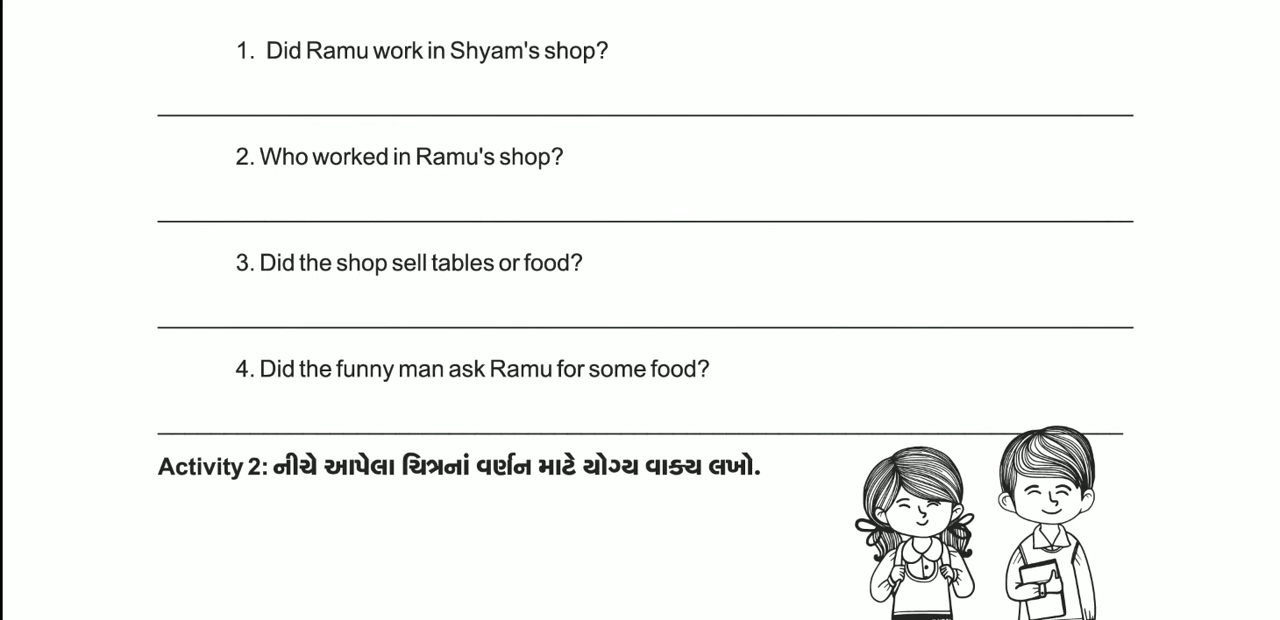 1. Did Ramu work in Shyam's shop?
2. Who worked in Ramu's shop?
3. Did the shop sell tables or food?
4. Did the funny man ask Ramu for some food?
Activity 2: નીચે આપેલા ચિત્રનાં વર્ણન માટે યોગ્ય વાક્ય લખો.